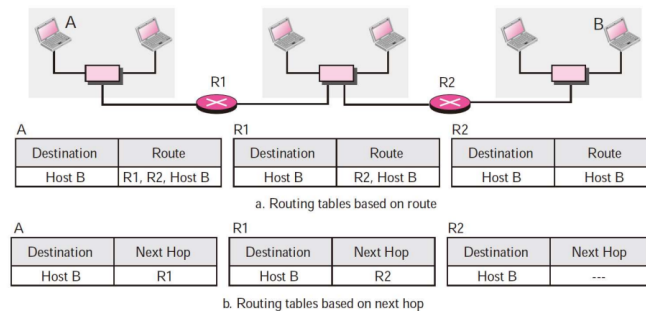 A
B
R1
R2
A
R1
R2
Destination Route
Destination Route
Destination Route
Host B R1, R2, Host B
Host B R2, Host B
Host B Host B
a. Routing tables based on route
A
R1
R2
Destination Next Hop
Destination Next Hop
Destination Next Hop
Host B R1
Host B R2
Host B ---
b. Routing tables based on next hop